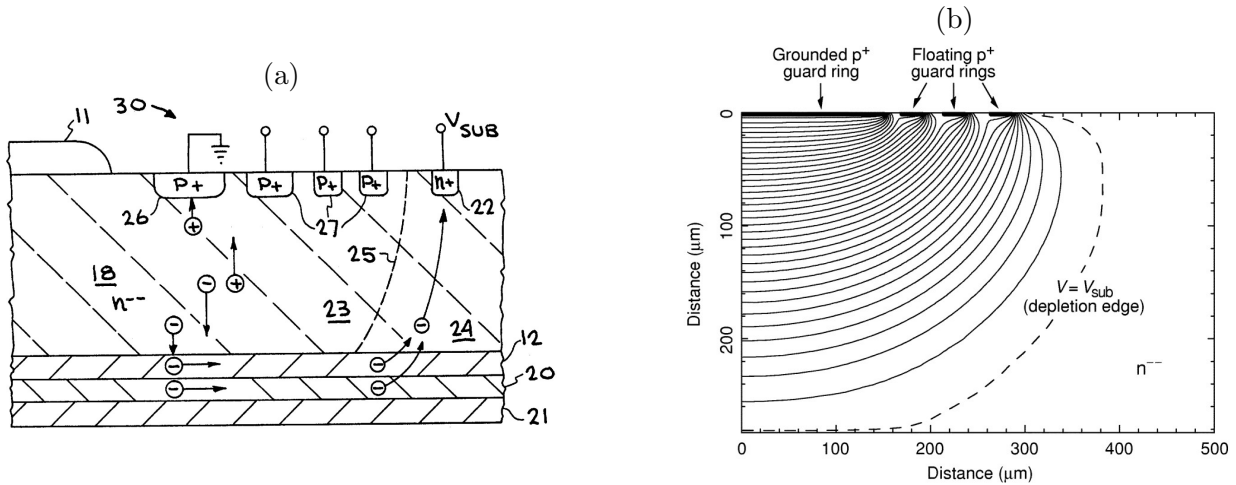 (a)
11
30
V_SUB
P+
P+
P+
P+
n+
26
27
22
25
18
n--
23
24
12
20
21
(b)
Grounded p⁺
guard ring
Floating p⁺
guard rings
0
100
200
Distance (μm)
V = V_sub
(depletion edge)
n⁻⁻
0
100
200
300
400
500
Distance (μm)